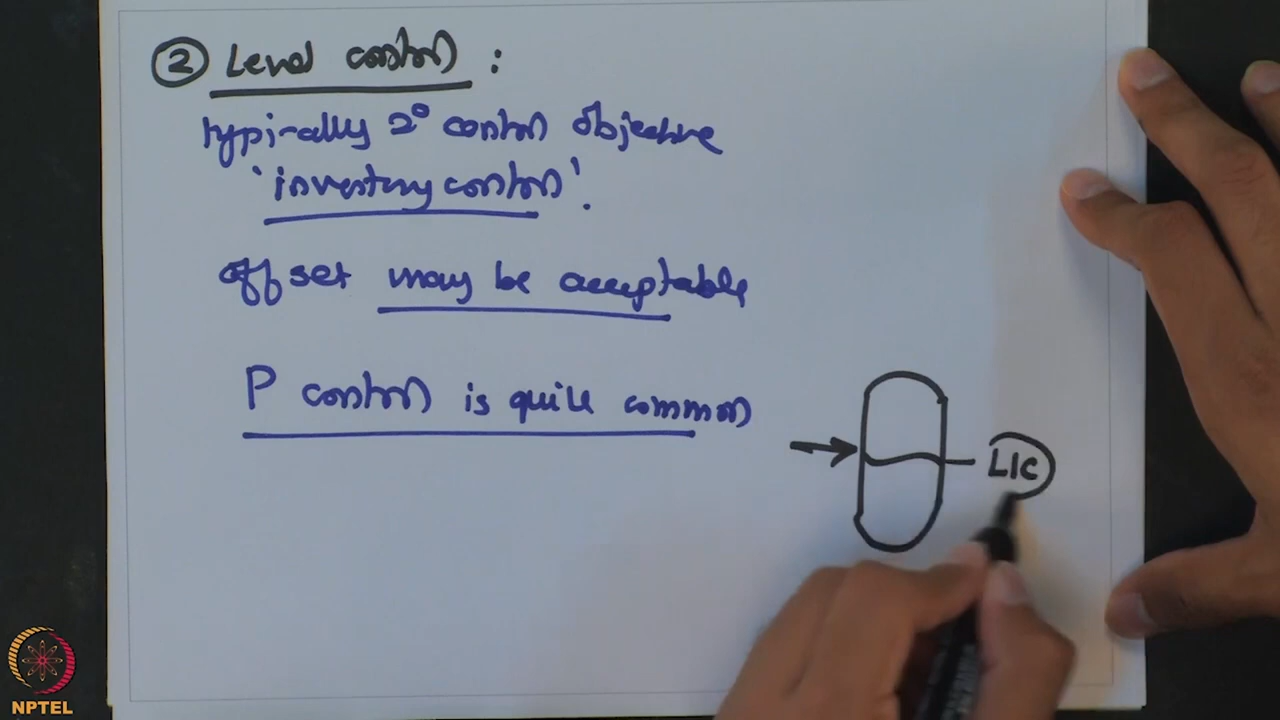 ② Level control :
typically 2° control objective
'inventory control'.
offset may be acceptable
P control is quite common
LIC
NPTEL